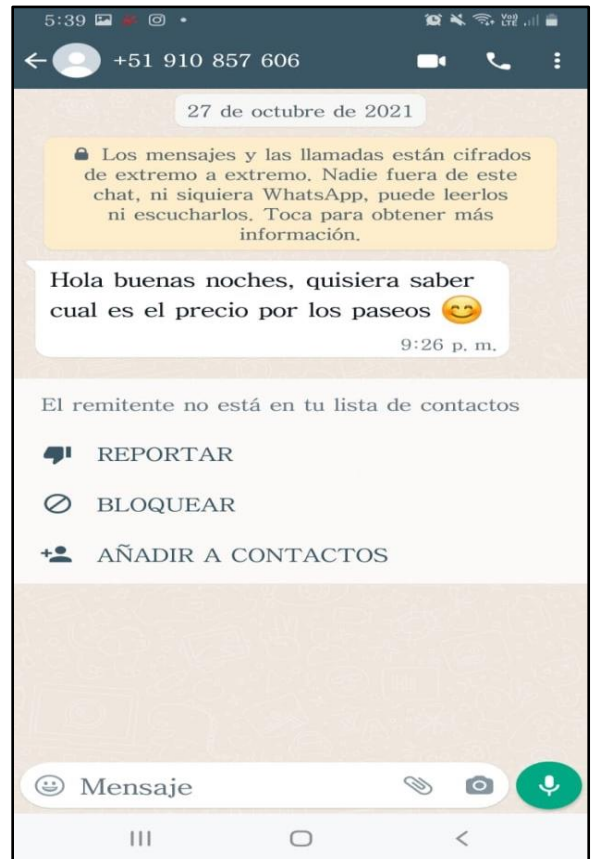 5:39
Vo))
LTE
+51 910 857 606
27 de octubre de 2021
Los mensajes y las llamadas están cifrados
de extremo a extremo. Nadie fuera de este
chat, ni siquiera WhatsApp, puede leerlos
ni escucharlos. Toca para obtener más
información.
Hola buenas noches, quisiera saber
cual es el precio por los paseos 😊
9:26 p. m.
El remitente no está en tu lista de contactos
REPORTAR
BLOQUEAR
AÑADIR A CONTACTOS
Mensaje